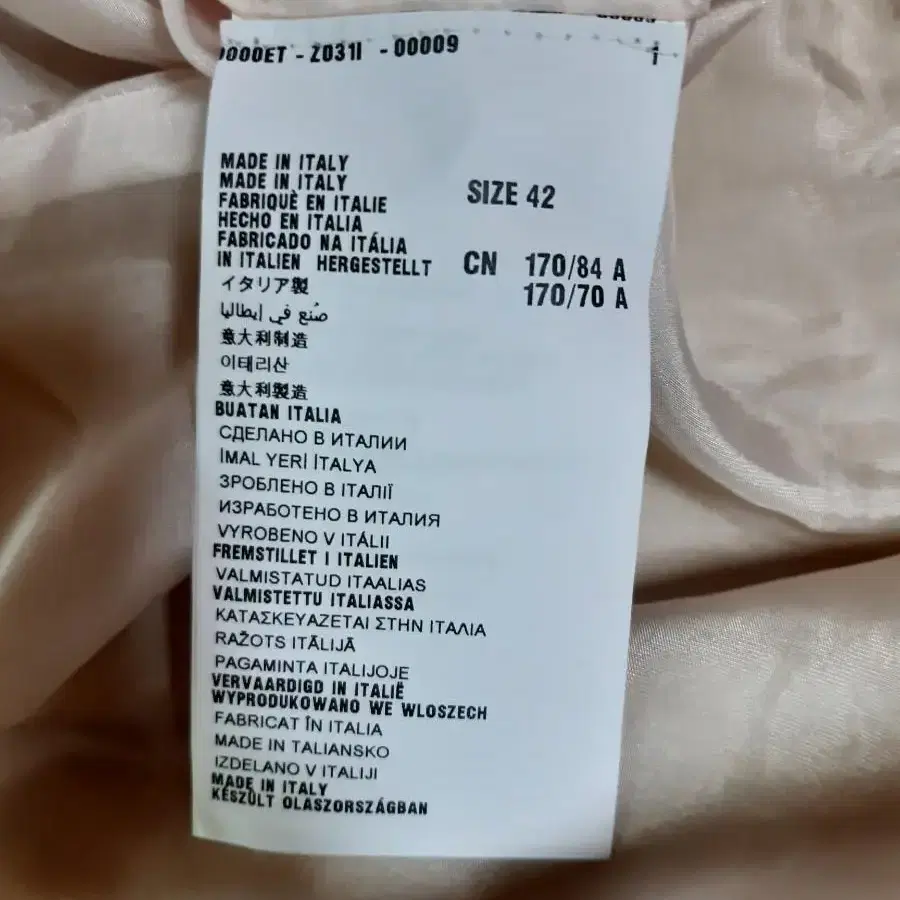 0000ET - Z031I - 00009
i
MADE IN ITALY
MADE IN ITALY
FABRIQUÈ EN ITALIE
HECHO EN ITALIA
FABRICADO NA ITÁLIA
IN ITALIEN HERGESTELLT
イタリア製
صُنع في إيطاليا
意大利制造
이테리산
意大利製造
BUATAN ITALIA
СДЕЛАНО В ИТАЛИИ
İMAL YERİ İTALYA
ЗРОБЛЕНО В ІТАЛІЇ
ИЗРАБОТЕНО В ИТАЛИЯ
VYROBENO V ITÁLII
FREMSTILLET I ITALIEN
VALMISTATUD ITAALIAS
VALMISTETTU ITALIASSA
ΚΑΤΑΣΚΕΥΑΖΕΤΑΙ ΣΤΗΝ ΙΤΑΛΙΑ
RAŽOTS ITĀLIJĀ
PAGAMINTA ITALIJOJE
VERVAARDIGD IN ITALIË
WYPRODUKOWANO WE WLOSZECH
FABRICAT ÎN ITALIA
MADE IN TALIANSKO
IZDELANO V ITALIJI
MADE IN ITALY
KÉSZÜLT OLASZORSZÁGBAN
SIZE 42
CN 170/84 A
170/70 A